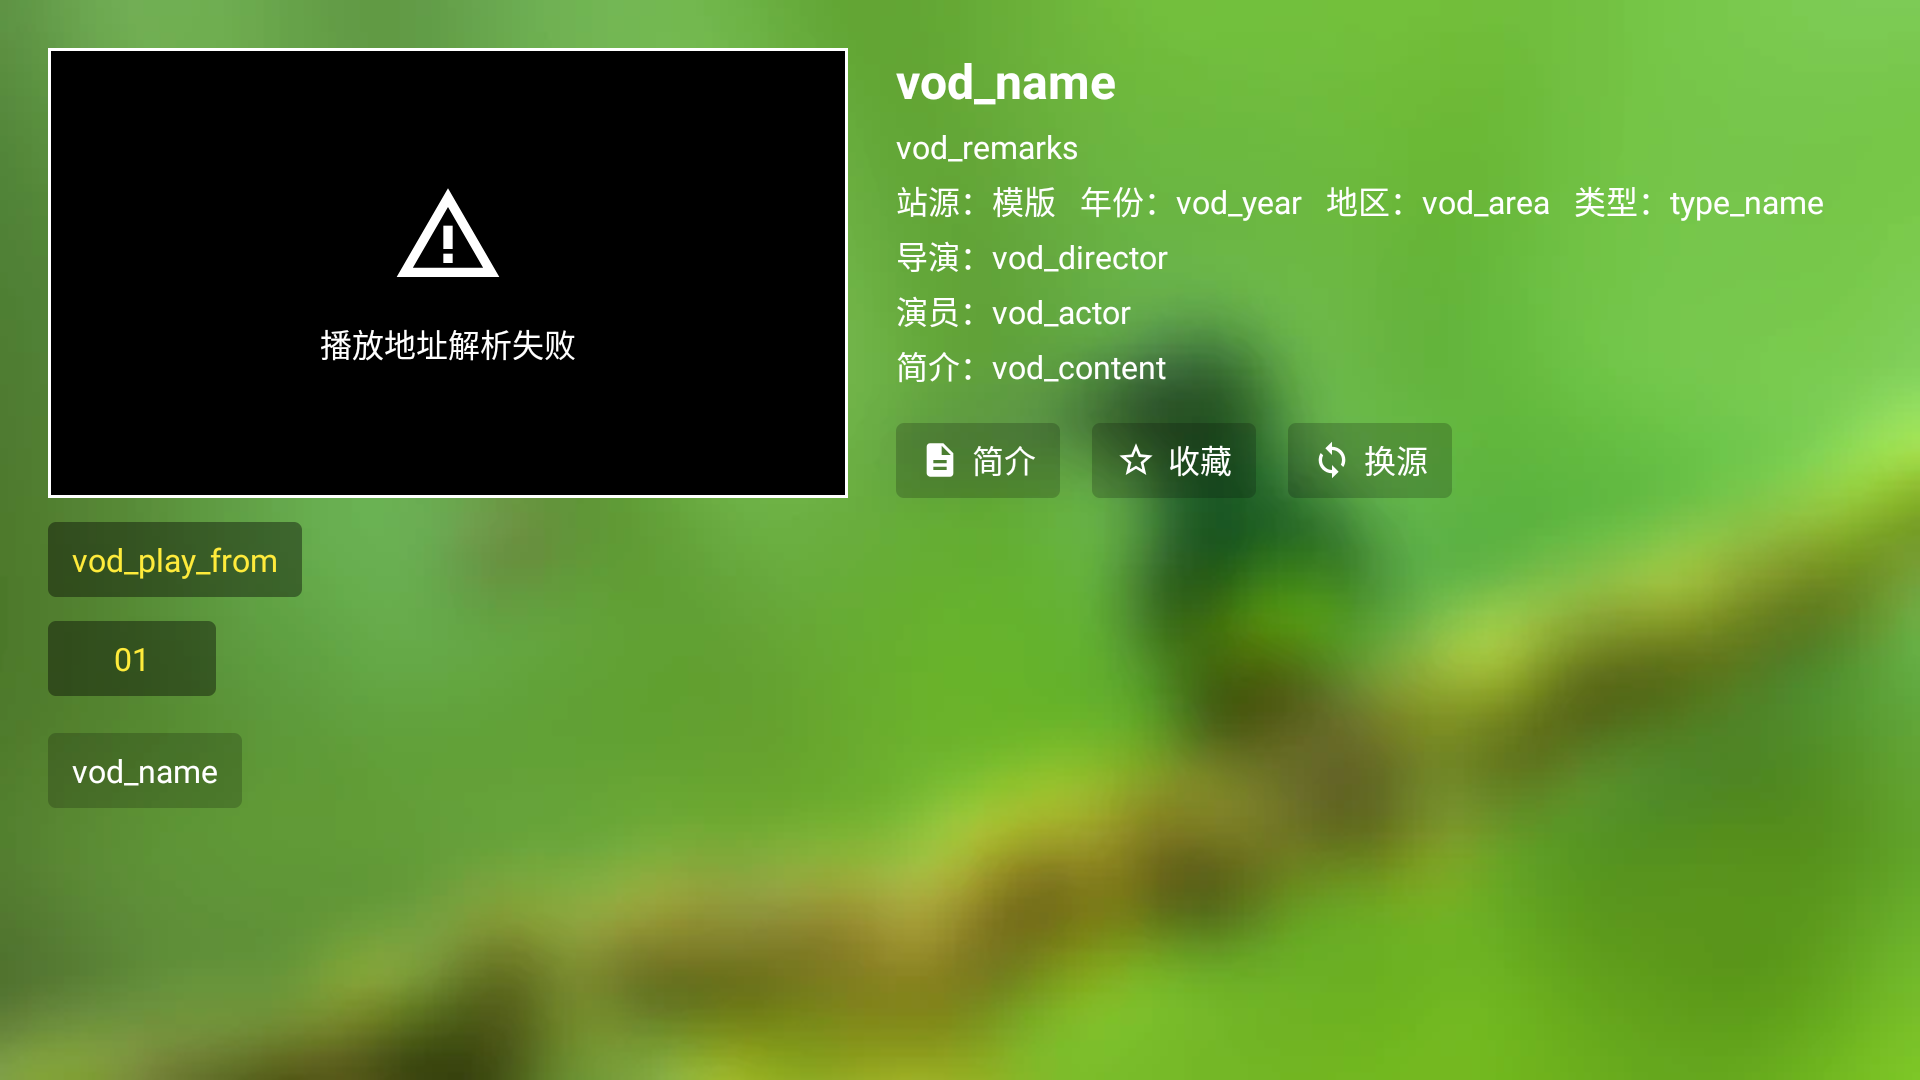 播放地址解析失败
vod_name
vod_remarks
站源：模版 年份：vod_year 地区：vod_area 类型：type_name
导演：vod_director
演员：vod_actor
简介：vod_content
简介 收藏 换源
vod_play_from
01
vod_name